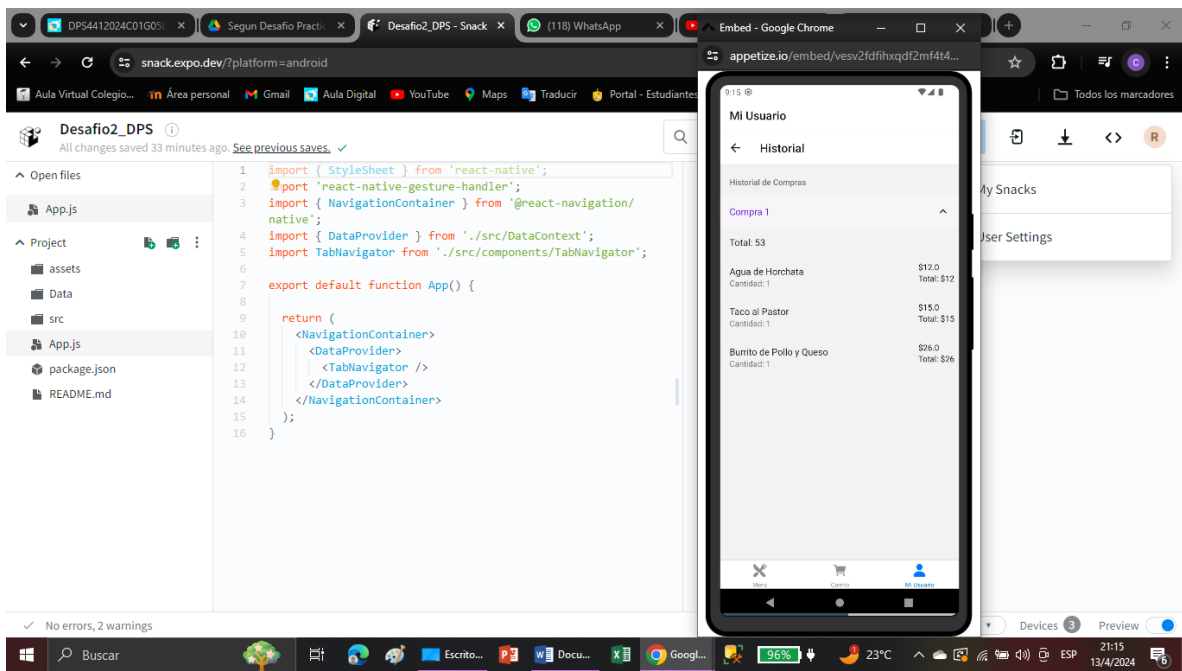 DPS4412024C01G05L
Segun Desafio Practic
Desafio2_DPS - Snack
(118) WhatsApp
Embed - Google Chrome
snack.expo.dev/?platform=android
appetize.io/embed/vesv2fdfihxqdf2mf4t4...
C
Aula Virtual Colegio...
Área personal
Gmail
Aula Digital
YouTube
Maps
Traducir
Portal - Estudiantes
Todos los marcadores
Desafio2_DPS
All changes saved 33 minutes ago. See previous saves.
R
Open files
App.js
Project
assets
Data
src
App.js
package.json
README.md
1 import { StyleSheet } from 'react-native';
2 import 'react-native-gesture-handler';
3 import { NavigationContainer } from '@react-navigation/
native';
4 import { DataProvider } from './src/DataContext';
5 import TabNavigator from './src/components/TabNavigator';
6
7 export default function App() {
8
9 return (
10 <NavigationContainer>
11 <DataProvider>
12 <TabNavigator />
13 </DataProvider>
14 </NavigationContainer>
15 );
16 }
9:15
Mi Usuario
Historial
Historial de Compras
Compra 1
Total: 53
Agua de Horchata $12.0
Cantidad: 1 Total: $12
Taco al Pastor $15.0
Cantidad: 1 Total: $15
Burrito de Pollo y Queso $26.0
Cantidad: 1 Total: $26
Menú
Carrito
Mi Usuario
My Snacks
User Settings
No errors, 2 warnings
Devices 3
Preview
Buscar
Escrito...
Docu...
Googl...
96%
23°C
ESP
21:15
13/4/2024
6